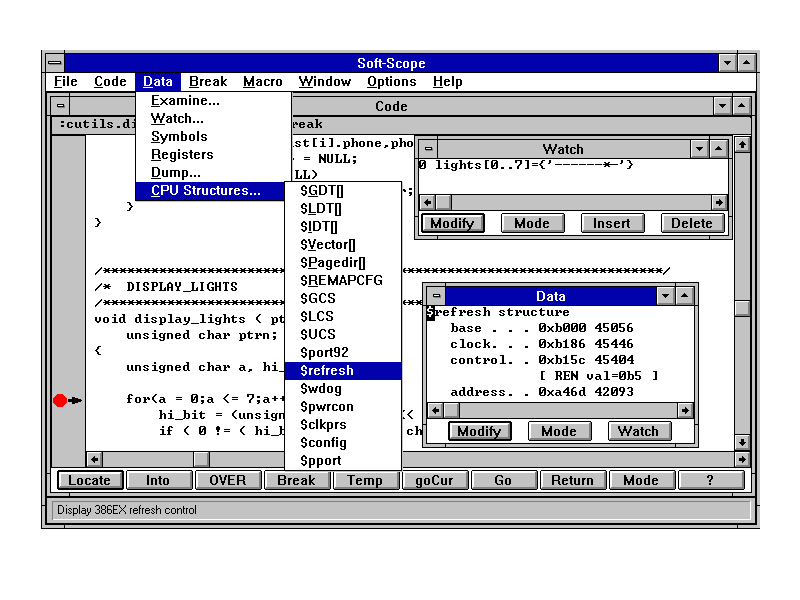 Soft-Scope
File Code Data Break Macro Window Options Help
Code
:cutils.di
reak
Examine...
Watch...
Symbols
Registers
Dump...
CPU Structures...
$GDT[]
$LDT[]
$IDT[]
$Vector[]
$Pagedir[]
$REMAPCFG
$GCS
$LCS
$UCS
$port92
$refresh
$wdog
$pwrcon
$clkprs
$config
$pport
st[i].phone,pho
= NULL;
LL)
;
}
}
/**********************************************************************/
/* DISPLAY_LIGHTS
/**********************************************************************
void display_lights ( pt
unsigned char ptrn;
{
unsigned char a, hi_
for(a = 0;a <= 7;a++
hi_bit = (unsign <<
if ( 0 != ( hi_b ch
Watch
0 lights[0..7]={'------*-'}
Modify Mode Insert Delete
Data
$refresh structure
base . . . 0xb000 45056
clock. . . 0xb186 45446
control. . 0xb15c 45404
[ REN val=0b5 ]
address. . 0xa46d 42093
Modify Mode Watch
Locate Into OVER Break Temp goCur Go Return Mode ?
Display 386EX refresh control